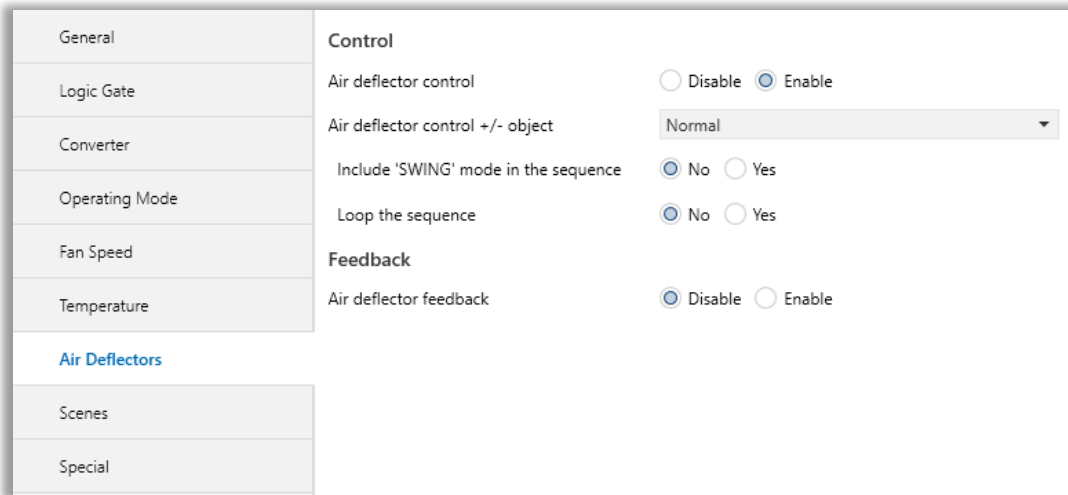 General
Logic Gate
Converter
Operating Mode
Fan Speed
Temperature
Air Deflectors
Scenes
Special
Control
Air deflector control Disable Enable
Air deflector control +/- object Normal
Include 'SWING' mode in the sequence No Yes
Loop the sequence No Yes
Feedback
Air deflector feedback Disable Enable